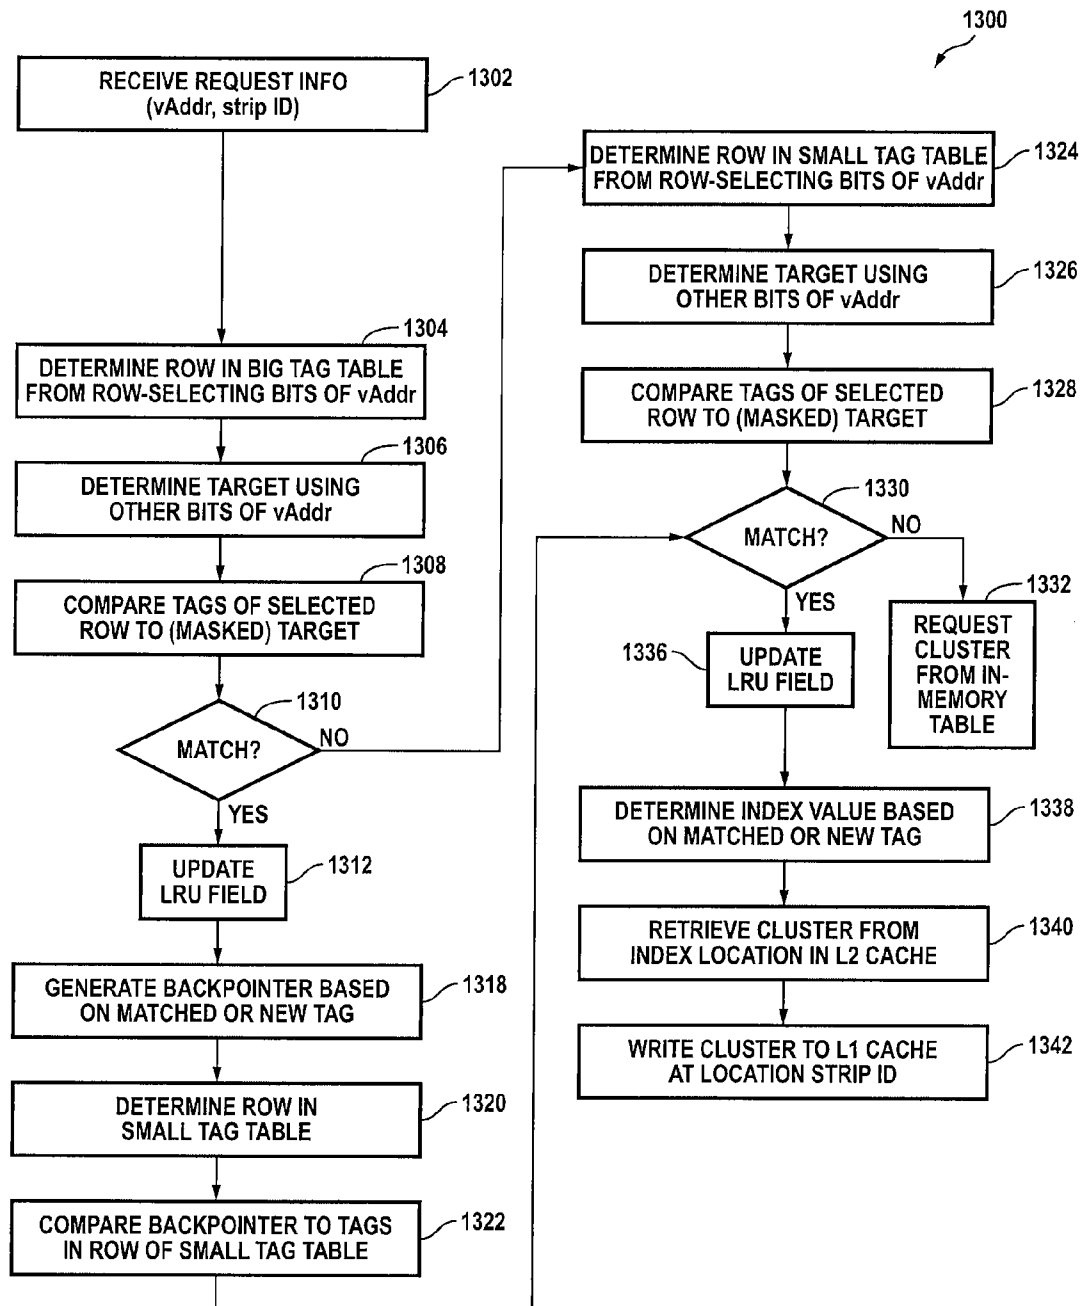 1300
RECEIVE REQUEST INFO
(vAddr, strip ID)
1302
1304
DETERMINE ROW IN BIG TAG TABLE
FROM ROW-SELECTING BITS OF vAddr
1306
DETERMINE TARGET USING
OTHER BITS OF vAddr
1308
COMPARE TAGS OF SELECTED
ROW TO (MASKED) TARGET
1310
MATCH?
NO
YES
UPDATE
LRU FIELD
1312
GENERATE BACKPOINTER BASED
ON MATCHED OR NEW TAG
1318
DETERMINE ROW IN
SMALL TAG TABLE
1320
COMPARE BACKPOINTER TO TAGS
IN ROW OF SMALL TAG TABLE
1322
DETERMINE ROW IN SMALL TAG TABLE
FROM ROW-SELECTING BITS OF vAddr
1324
DETERMINE TARGET USING
OTHER BITS OF vAddr
1326
COMPARE TAGS OF SELECTED
ROW TO (MASKED) TARGET
1328
1330
MATCH?
NO
YES
1332
REQUEST
CLUSTER
FROM IN-
MEMORY
TABLE
1336
UPDATE
LRU FIELD
DETERMINE INDEX VALUE BASED
ON MATCHED OR NEW TAG
1338
RETRIEVE CLUSTER FROM
INDEX LOCATION IN L2 CACHE
1340
WRITE CLUSTER TO L1 CACHE
AT LOCATION STRIP ID
1342